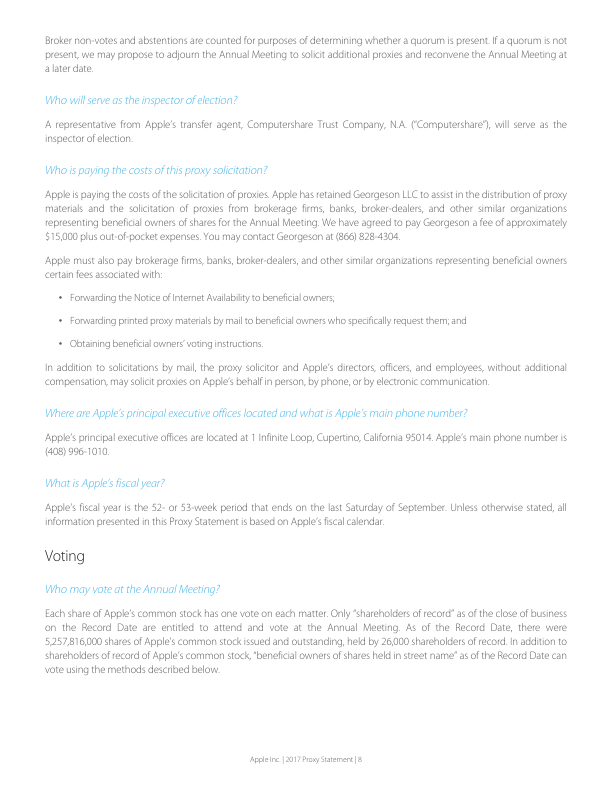 Broker non-votes and abstentions are counted for purposes of determining whether a quorum is present. If a quorum is not
present, we may propose to adjourn the Annual Meeting to solicit additional proxies and reconvene the Annual Meeting at
a later date.
Who will serve as the inspector of election?
A representative from Apple’s transfer agent, Computershare Trust Company, N.A. (“Computershare”), will serve as the
inspector of election.
Who is paying the costs of this proxy solicitation?
Apple is paying the costs of the solicitation of proxies. Apple has retained Georgeson LLC to assist in the distribution of proxy
materials and the solicitation of proxies from brokerage firms, banks, broker-dealers, and other similar organizations
representing beneficial owners of shares for the Annual Meeting. We have agreed to pay Georgeson a fee of approximately
$15,000 plus out-of-pocket expenses. You may contact Georgeson at (866) 828-4304.
Apple must also pay brokerage firms, banks, broker-dealers, and other similar organizations representing beneficial owners
certain fees associated with:
• Forwarding the Notice of Internet Availability to beneficial owners;
• Forwarding printed proxy materials by mail to beneficial owners who specifically request them; and
• Obtaining beneficial owners’ voting instructions.
In addition to solicitations by mail, the proxy solicitor and Apple’s directors, officers, and employees, without additional
compensation, may solicit proxies on Apple’s behalf in person, by phone, or by electronic communication.
Where are Apple’s principal executive offices located and what is Apple’s main phone number?
Apple’s principal executive offices are located at 1 Infinite Loop, Cupertino, California 95014. Apple’s main phone number is
(408) 996-1010.
What is Apple’s fiscal year?
Apple’s fiscal year is the 52- or 53-week period that ends on the last Saturday of September. Unless otherwise stated, all
information presented in this Proxy Statement is based on Apple’s fiscal calendar.
Voting
Who may vote at the Annual Meeting?
Each share of Apple’s common stock has one vote on each matter. Only “shareholders of record” as of the close of business
on the Record Date are entitled to attend and vote at the Annual Meeting. As of the Record Date, there were
5,257,816,000 shares of Apple’s common stock issued and outstanding, held by 26,000 shareholders of record. In addition to
shareholders of record of Apple’s common stock, “beneficial owners of shares held in street name” as of the Record Date can
vote using the methods described below.
Apple Inc. | 2017 Proxy Statement | 8